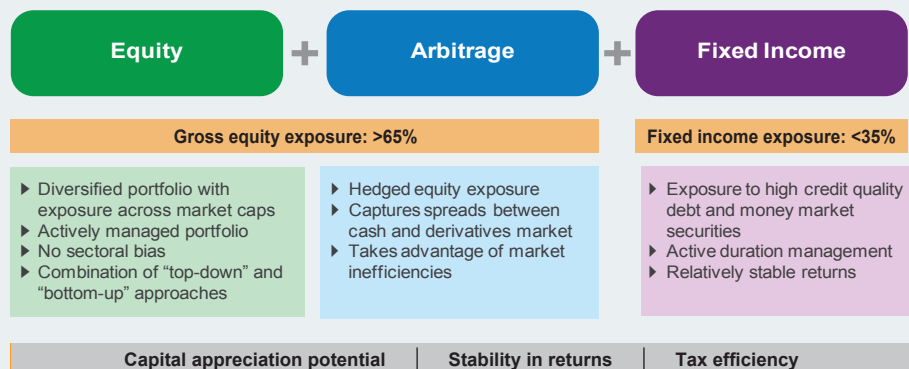 Equity + Arbitrage + Fixed Income
Gross equity exposure: >65%
Fixed income exposure: <35%
Diversified portfolio with
exposure across market caps
Actively managed portfolio
No sectoral bias
Combination of “top-down” and
“bottom-up” approaches
Hedged equity exposure
Captures spreads between
cash and derivatives market
Takes advantage of market
inefficiencies
Exposure to high credit quality
debt and money market
securities
Active duration management
Relatively stable returns
Capital appreciation potential | Stability in returns | Tax efficiency